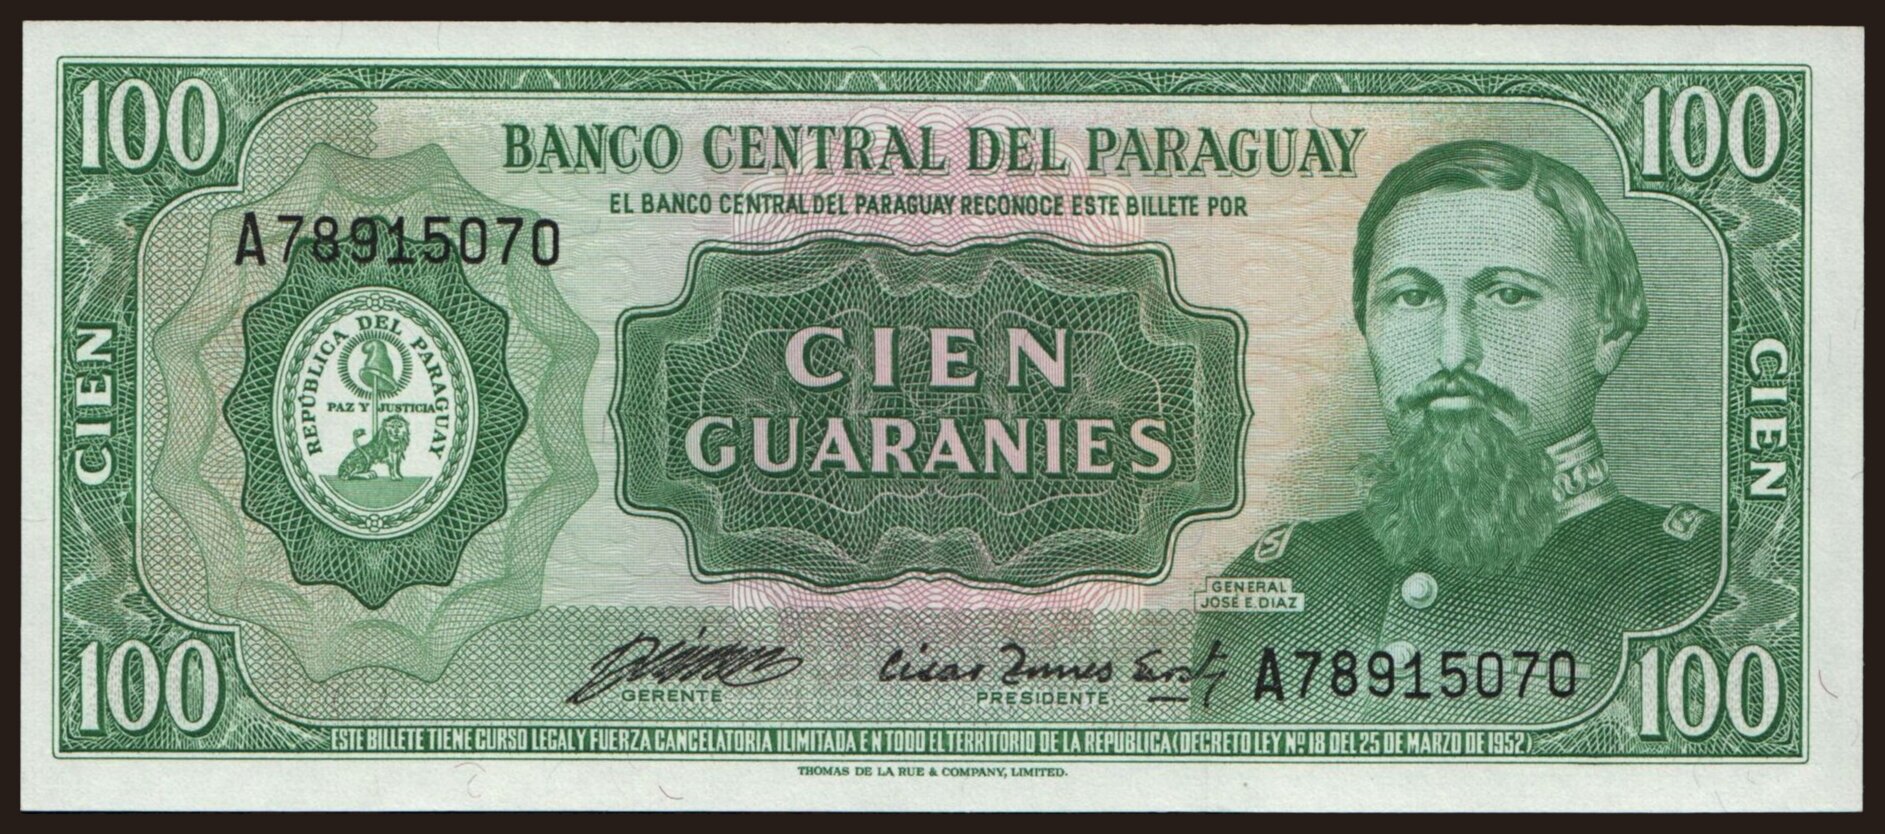 100
100
BANCO CENTRAL DEL PARAGUAY
EL BANCO CENTRAL DEL PARAGUAY RECONOCE ESTE BILLETE POR
A78915070
REPÚBLICA DEL PARAGUAY
PAZ Y JUSTICIA
CIEN
CIEN
GUARANIES
CIEN
GENERAL
JOSE E. DIAZ
GERENTE
PRESIDENTE
A78915070
100
100
ESTE BILLETE TIENE CURSO LEGAL Y FUERZA CANCELATORIA ILIMITADA EN TODO EL TERRITORIO DE LA REPUBLICA (DECRETO LEY Nº 18 DEL 25 DE MARZO DE 1952)
THOMAS DE LA RUE & COMPANY, LIMITED.